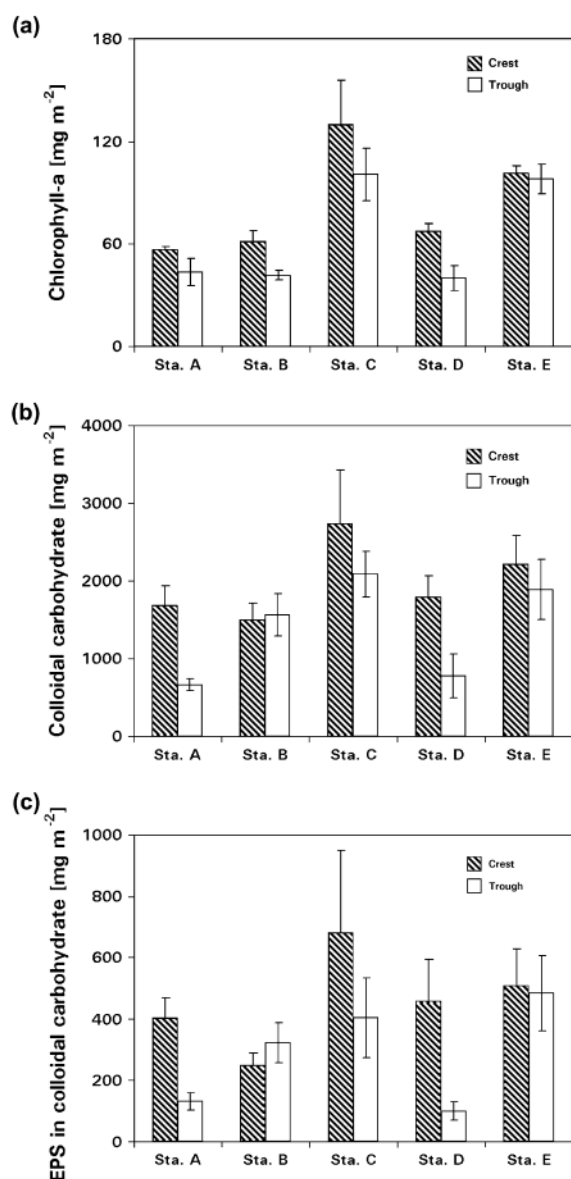 (a)
Chlorophyll-a [mg m-2]
180
120
60
0
Crest
Trough
Sta. A Sta. B Sta. C Sta. D Sta. E
(b)
Colloidal carbohydrate [mg m-2]
4000
3000
2000
1000
0
Crest
Trough
Sta. A Sta. B Sta. C Sta. D Sta. E
(c)
EPS in colloidal carbohydrate [mg m-2]
1000
800
600
400
200
0
Crest
Trough
Sta. A Sta. B Sta. C Sta. D Sta. E